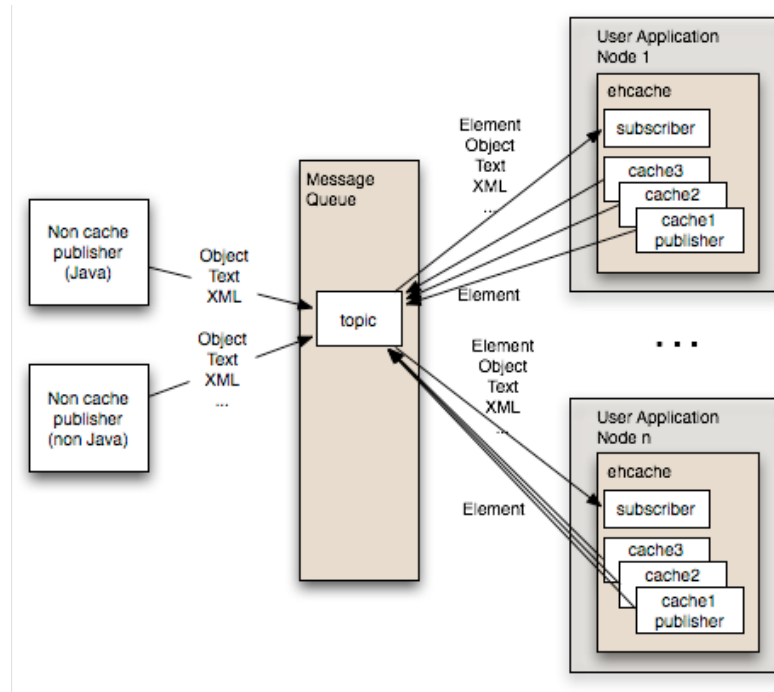 Non cache
publisher
(Java)
Non cache
publisher
(non Java)
Object
Text
XML
Object
Text
XML
...
Message
Queue
topic
Element
Object
Text
XML
...
Element
Element
Object
Text
XML
...
Element
User Application
Node 1
ehcache
subscriber
cache3
cache2
cache1
publisher
...
User Application
Node n
ehcache
subscriber
cache3
cache2
cache1
publisher